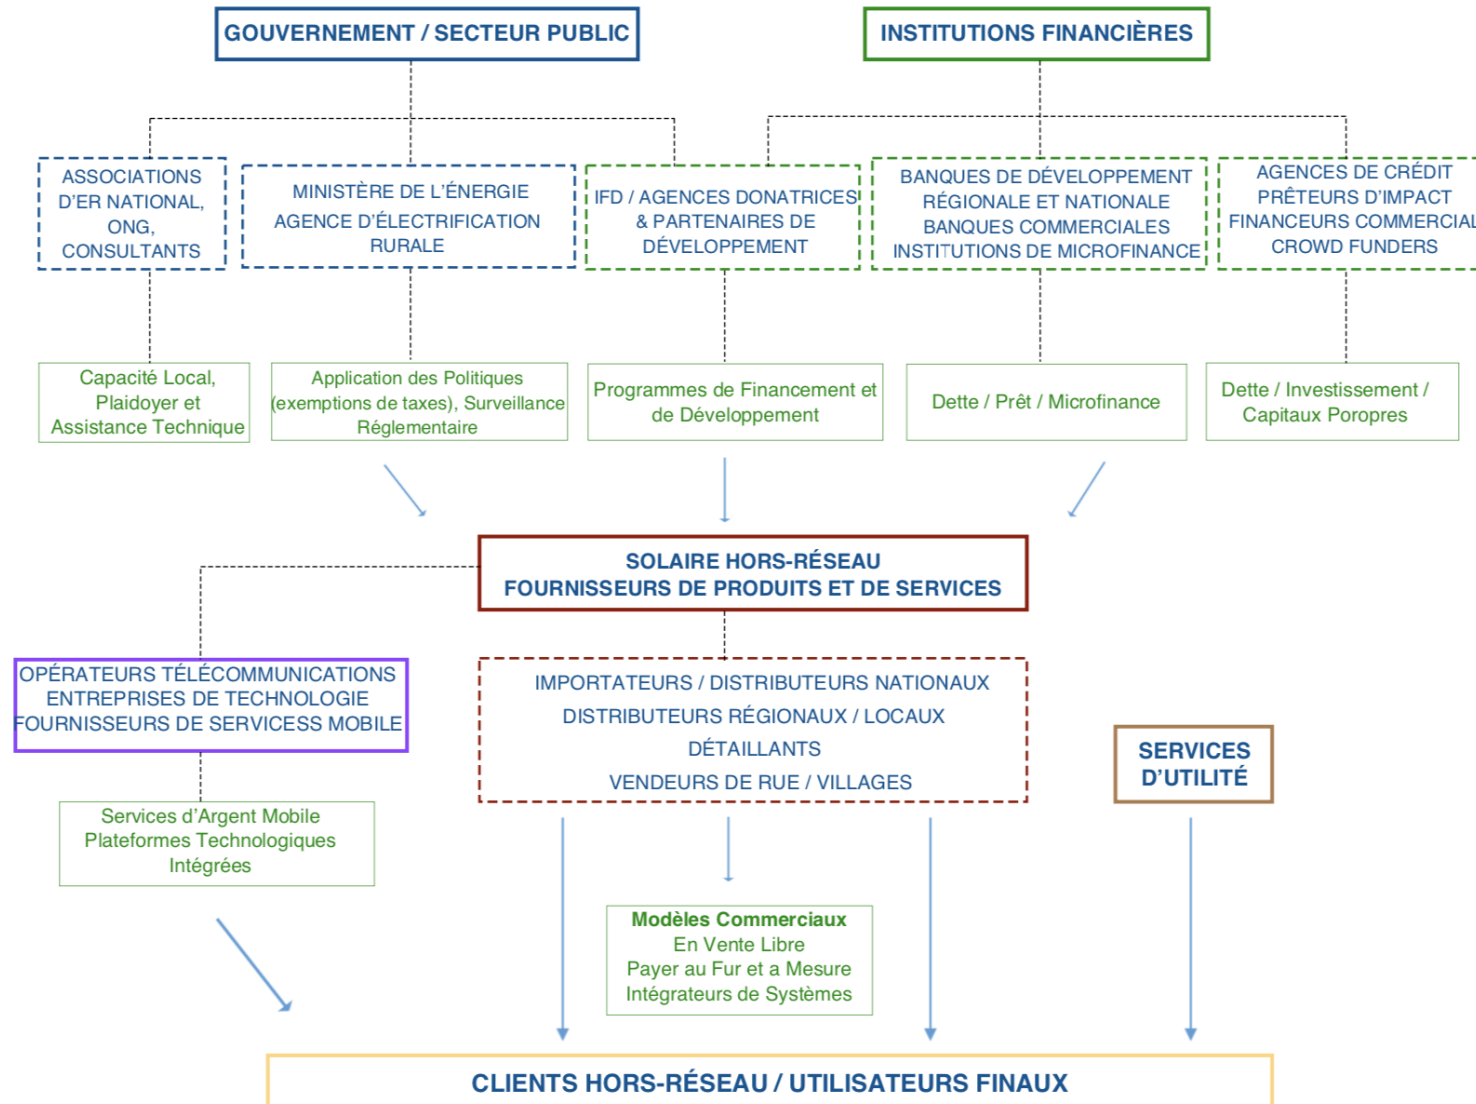 GOUVERNEMENT / SECTEUR PUBLIC
INSTITUTIONS FINANCIÈRES
ASSOCIATIONS
D'ER NATIONAL,
ONG,
CONSULTANTS
MINISTÈRE DE L'ÉNERGIE
AGENCE D'ÉLECTRIFICATION
RURALE
IFD / AGENCES DONATRICES
& PARTENAIRES DE
DÉVELOPPEMENT
BANQUES DE DÉVELOPPEMENT
RÉGIONALE ET NATIONALE
BANQUES COMMERCIALES
INSTITUTIONS DE MICROFINANCE
AGENCES DE CRÉDIT
PRÊTEURS D'IMPACT
FINANCEURS COMMERCIAL
CROWD FUNDERS
Capacité Local,
Plaidoyer et
Assistance Technique
Application des Politiques
(exemptions de taxes), Surveillance
Réglementaire
Programmes de Financement et
de Développement
Dette / Prêt / Microfinance
Dette / Investissement /
Capitaux Poropres
SOLAIRE HORS-RÉSEAU
FOURNISSEURS DE PRODUITS ET DE SERVICES
OPÉRATEURS TÉLÉCOMMUNICATIONS
ENTREPRISES DE TECHNOLOGIE
FOURNISSEURS DE SERVICESS MOBILE
IMPORTATEURS / DISTRIBUTEURS NATIONAUX
DISTRIBUTEURS RÉGIONAUX / LOCAUX
DÉTAILLANTS
VENDEURS DE RUE / VILLAGES
SERVICES
D'UTILITÉ
Services d'Argent Mobile
Plateformes Technologiques
Intégrées
Modèles Commerciaux
En Vente Libre
Payer au Fur et a Mesure
Intégrateurs de Systèmes
CLIENTS HORS-RÉSEAU / UTILISATEURS FINAUX